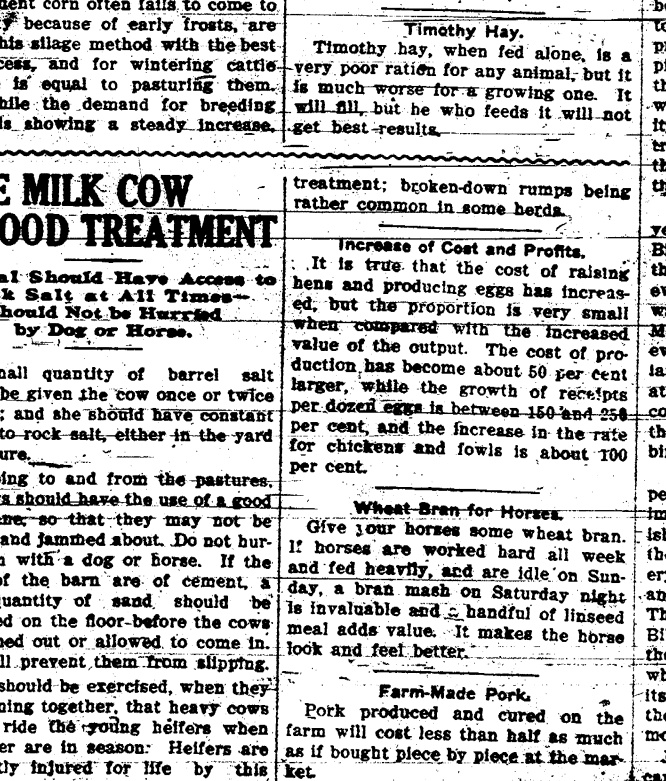 ment corn often fails to come to
because of early frosts, are
this silage method with the best
and for wintering cattle
is equal to pasturing them.
while the demand for breeding
is showing a steady increase.
Timothy Hay.
Timothy hay, when fed alone, is a
very poor ration for any animal, but it
is much worse for a growing one. It
will fill, but he who feeds it will not
get best results.
MILK COW
OOD TREATMENT
al Should Have Access to
k Salt at All Times—
hould Not be Hurried
by Dog or Horse.
mall quantity of barrel salt
be given the cow once or twice
; and she should have constant
to rock salt, either in the yard
ure.
ing to and from the pastures,
s should have the use of a good
ne, so that they may not be
and jammed about. Do not hur-
with a dog or horse. If the
of the barn are of cement, a
quantity of sand should be
ed on the floor before the cows
ned out or allowed to come in.
ll prevent them from slipping.
should be exercised, when they
ning together, that heavy cows
ride the young heifers when
er are in season. Heifers are
tly injured for life by this
treatment; broken-down rumps being
rather common in some herds.
Increase of Cost and Profits.
It is true that the cost of raising
hens and producing eggs has increas-
ed, but the proportion is very small
when compared with the increased
value of the output. The cost of pro-
duction has become about 50 per cent
larger, while the growth of receipts
per dozen eggs is between 150 and 250
per cent, and the increase in the rate
for chickens and fowls is about 100
per cent.
Wheat Bran for Horses.
Give your horses some wheat bran.
If horses are worked hard all week
and fed heavily, and are idle on Sun-
day, a bran mash on Saturday night
is invaluable and a handful of linseed
meal adds value. It makes the horse
look and feel better.
Farm-Made Pork.
Pork produced and cured on the
farm will cost less than half as much
as if bought piece by piece at the mar-
ket.